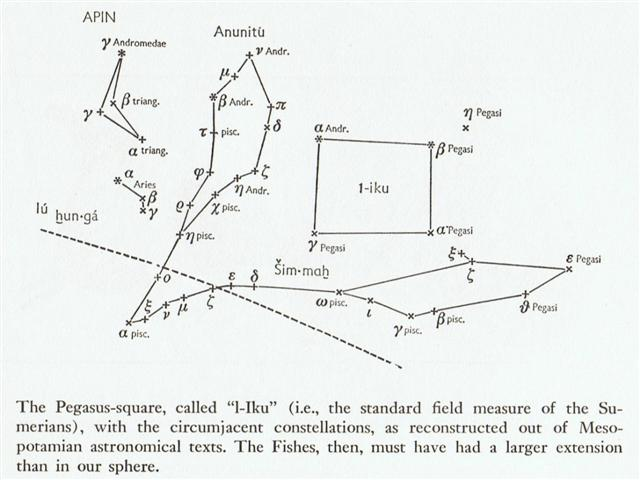 APIN
Anunitù
γ Andromedae
ν Andr.
μ
β Andr.
π
δ
β triang.
γ
τ pisc.
α triang.
η Pegasi
α Andr.
β Pegasi
1-iku
φ
ζ
η Andr.
α Aries
β
γ
ϱ
χ pisc.
lú ḫun·gá
η pisc.
γ Pegasi
α Pegasi
Šim·maḫ
ξ
ζ
ε Pegasi
ο
ε
δ
ζ
ξ
ν
μ
ω pisc.
ι
ϑ Pegasi
α pisc.
γ pisc.
β pisc.
The Pegasus-square, called “l-Iku” (i.e., the standard field measure of the Su-
merians), with the circumjacent constellations, as reconstructed out of Meso-
potamian astronomical texts. The Fishes, then, must have had a larger extension
than in our sphere.